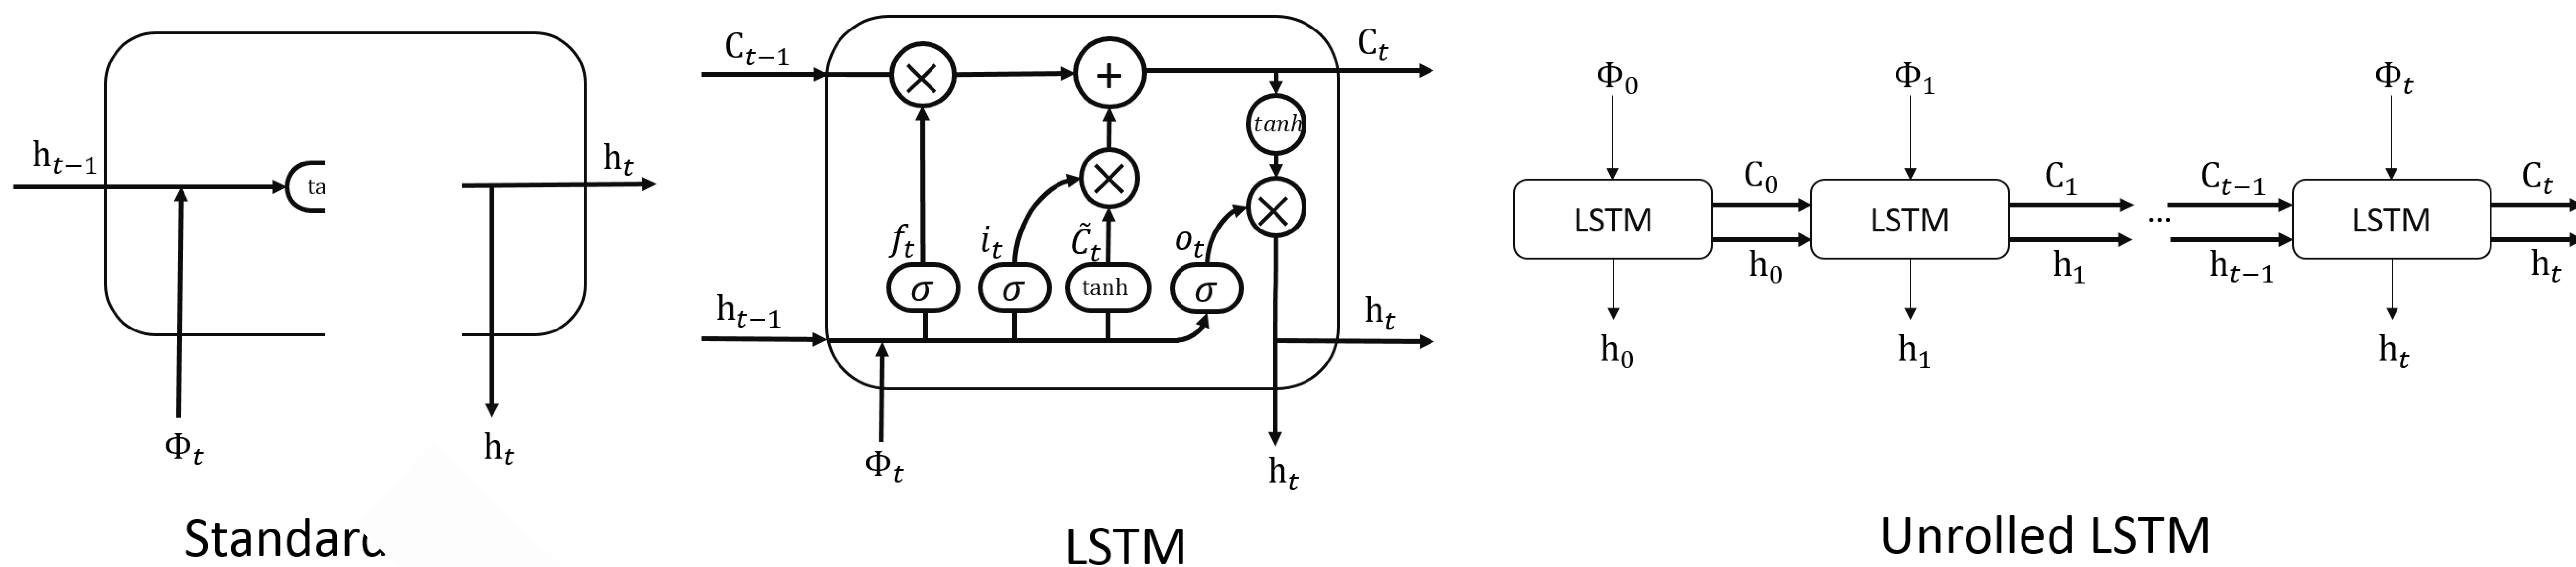 h_{t-1}
ta
h_t
Φ_t
h_t
C_{t-1}
×
+
C_t
tanh
×
×
f_t
i_t
C̃_t
o_t
σ
σ
tanh
σ
h_{t-1}
h_t
Φ_t
h_t
LSTM
Φ_0
Φ_1
Φ_t
LSTM
C_0
h_0
LSTM
C_1
h_1
...
C_{t-1}
h_{t-1}
LSTM
C_t
h_t
h_0
h_1
h_t
Unrolled LSTM